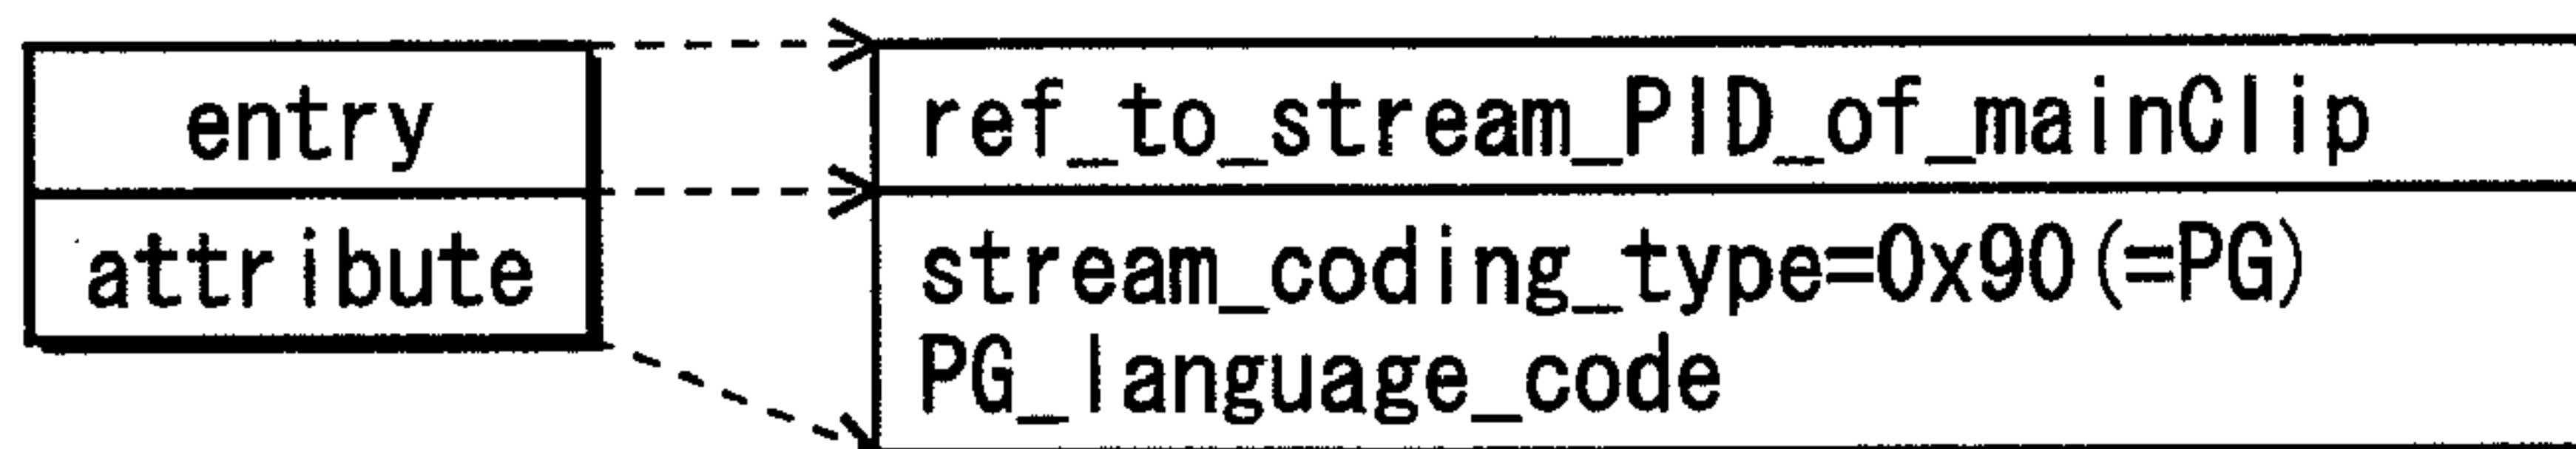 entry
ref_to_stream_PID_of_mainClip
attribute
stream_coding_type=0x90(=PG)
PG_language_code